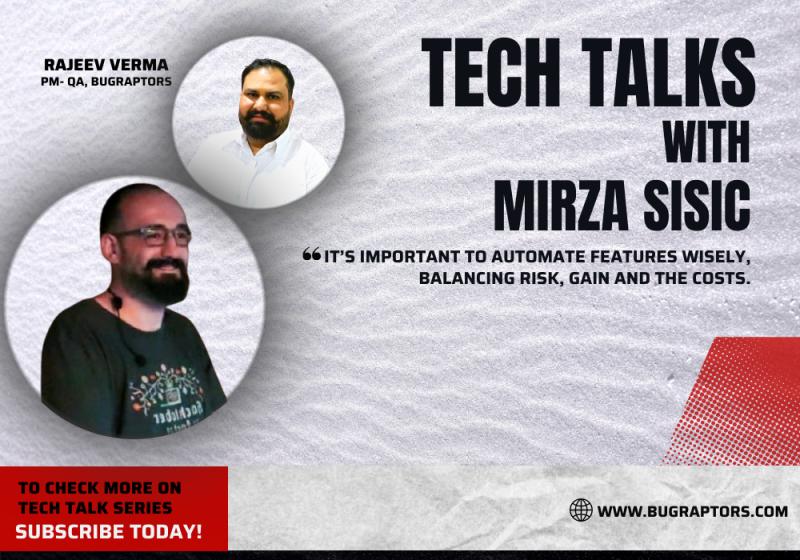 RAJEEV VERMA
PM- QA, BUGRAPTORS
TECH TALKS
WITH
MIRZA SISIC
“IT’S IMPORTANT TO AUTOMATE FEATURES WISELY,
BALANCING RISK, GAIN AND THE COSTS.
TO CHECK MORE ON
TECH TALK SERIES
SUBSCRIBE TODAY!
WWW.BUGRAPTORS.COM